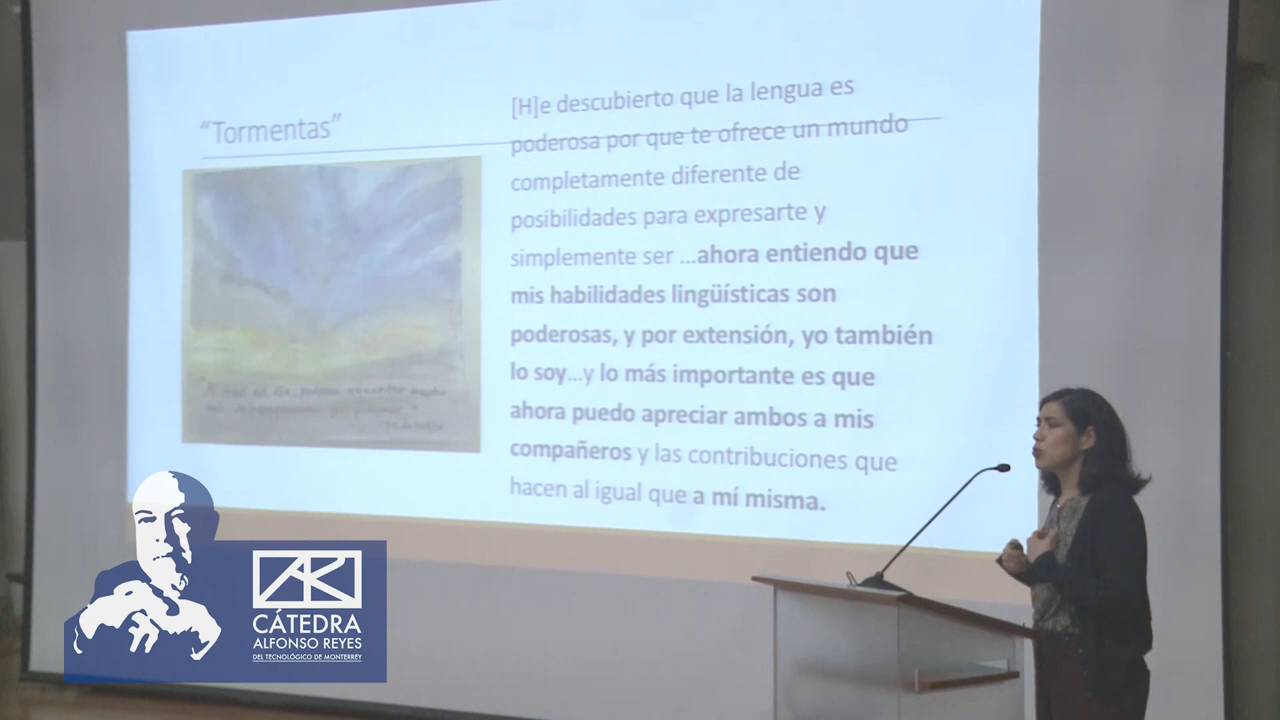 “Tormentas”
[H]e descubierto que la lengua es
poderosa por que te ofrece un mundo
completamente diferente de
posibilidades para expresarte y
simplemente ser ...ahora entiendo que
mis habilidades lingüísticas son
poderosas, y por extensión, yo también
lo soy...y lo más importante es que
ahora puedo apreciar ambos a mis
compañeros y las contribuciones que
hacen al igual que a mí misma.
CÁTEDRA
ALFONSO REYES
DEL TECNOLÓGICO DE MONTERREY